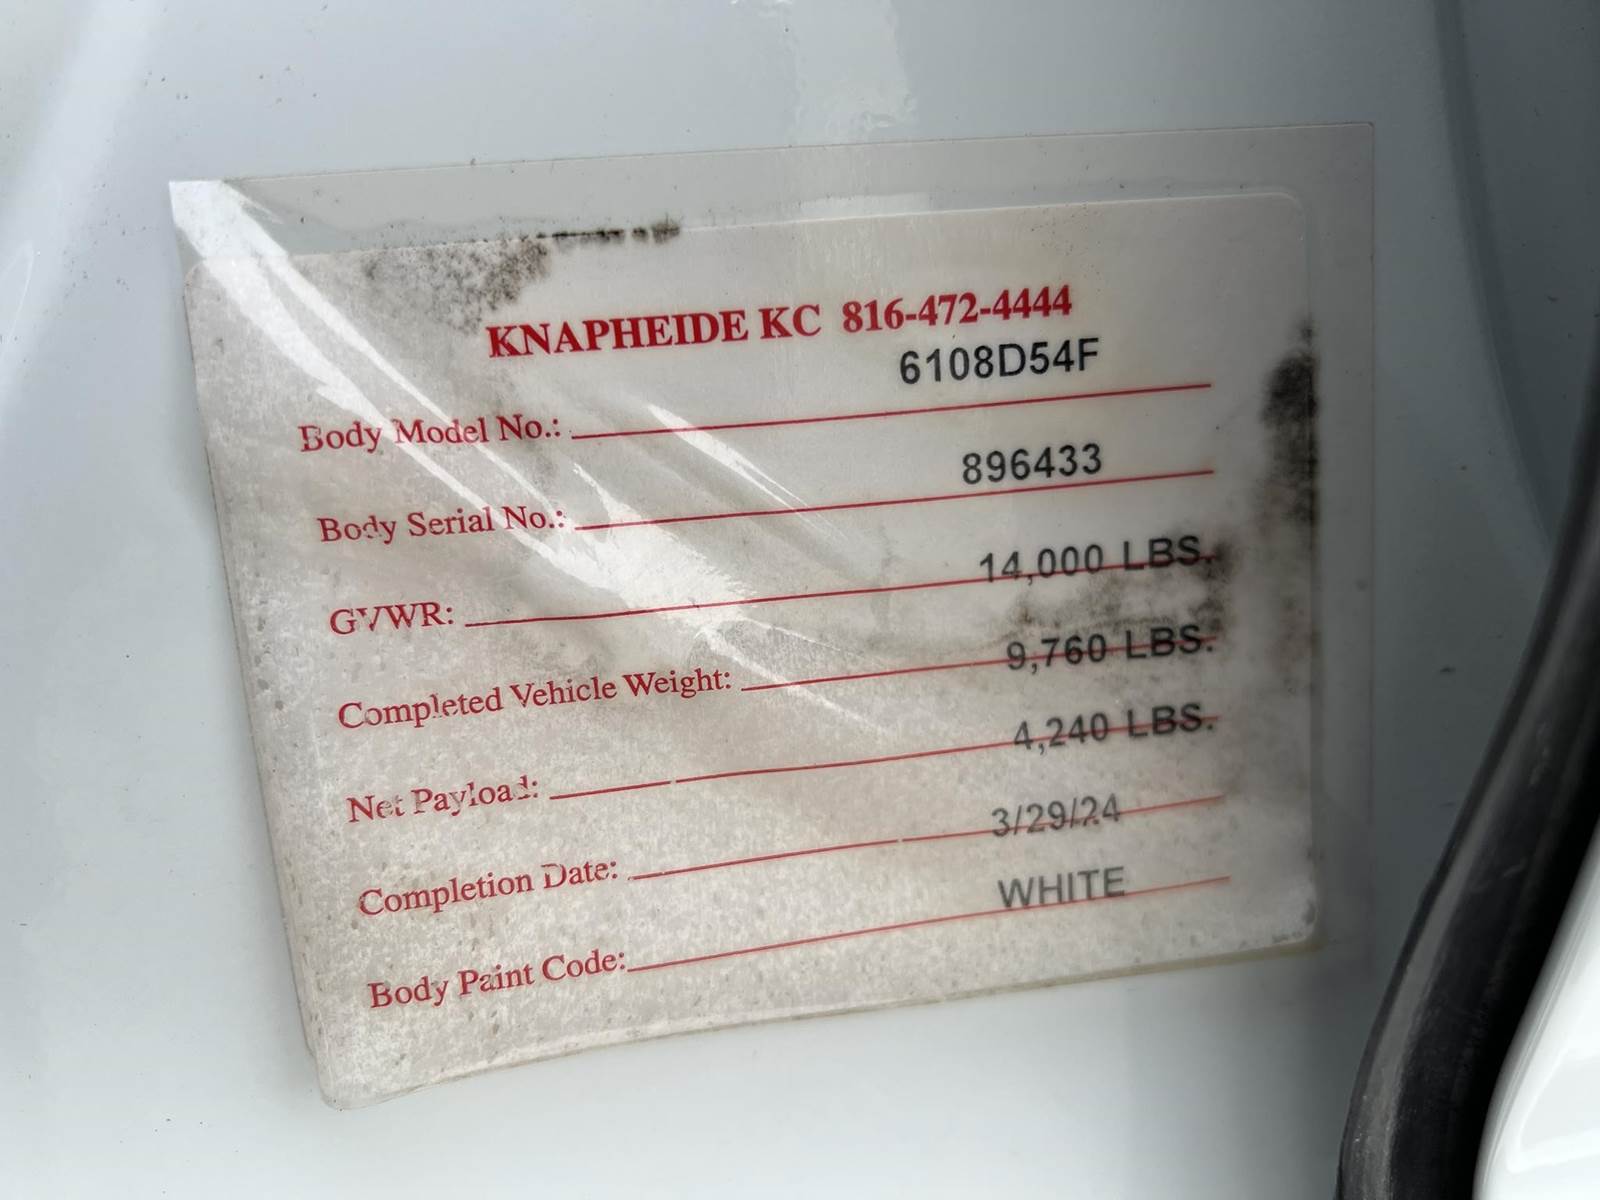 KNAPHEIDE KC 816-472-4444
Body Model No.: 6108D54F
Body Serial No.: 896433
GVWR: 14,000 LBS.
Completed Vehicle Weight: 9,760 LBS.
Net Payload: 4,240 LBS.
Completion Date: 3/29/24
Body Paint Code: WHITE